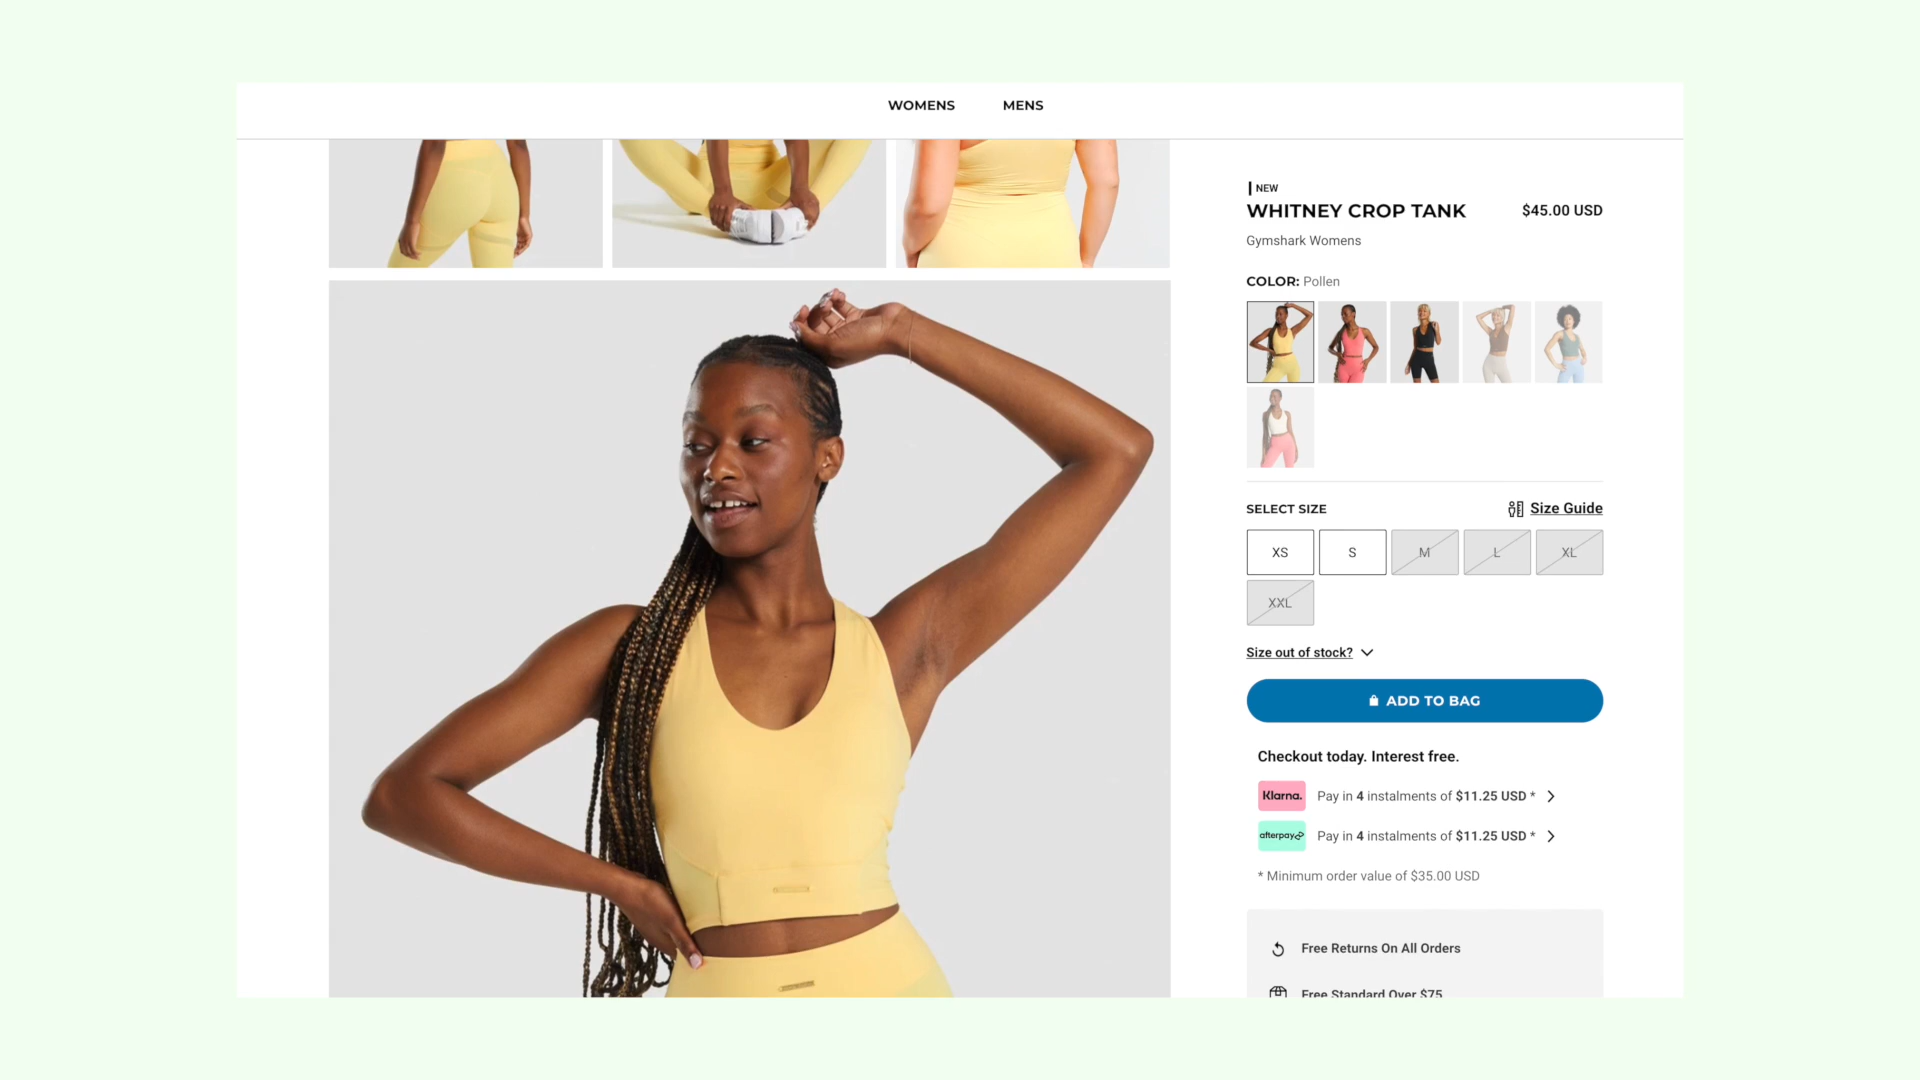 WOMENS MENS
NEW
WHITNEY CROP TANK $45.00 USD
Gymshark Womens
COLOR: Pollen
SELECT SIZE Size Guide
XS S M L XL
XXL
Size out of stock?
ADD TO BAG
Checkout today. Interest free.
Klarna. Pay in 4 instalments of $11.25 USD *
afterpay Pay in 4 instalments of $11.25 USD *
* Minimum order value of $35.00 USD
Free Returns On All Orders
Free Standard Over $75